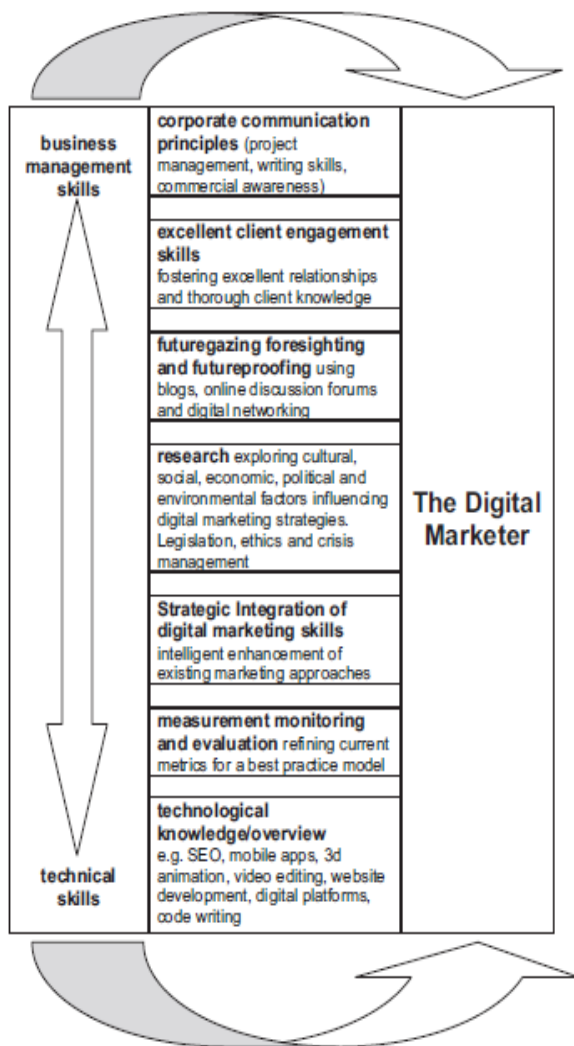 business
management
skills
technical
skills
corporate communication
principles (project
management, writing skills,
commercial awareness)
excellent client engagement
skills
fostering excellent relationships
and thorough client knowledge
futuregazing foresighting
and futureproofing using
blogs, online discussion forums
and digital networking
research exploring cultural,
social, economic, political and
environmental factors influencing
digital marketing strategies.
Legislation, ethics and crisis
management
Strategic Integration of
digital marketing skills
intelligent enhancement of
existing marketing approaches
measurement monitoring
and evaluation refining current
metrics for a best practice model
technological
knowledge/overview
e.g. SEO, mobile apps, 3d
animation, video editing, website
development, digital platforms,
code writing
The Digital
Marketer